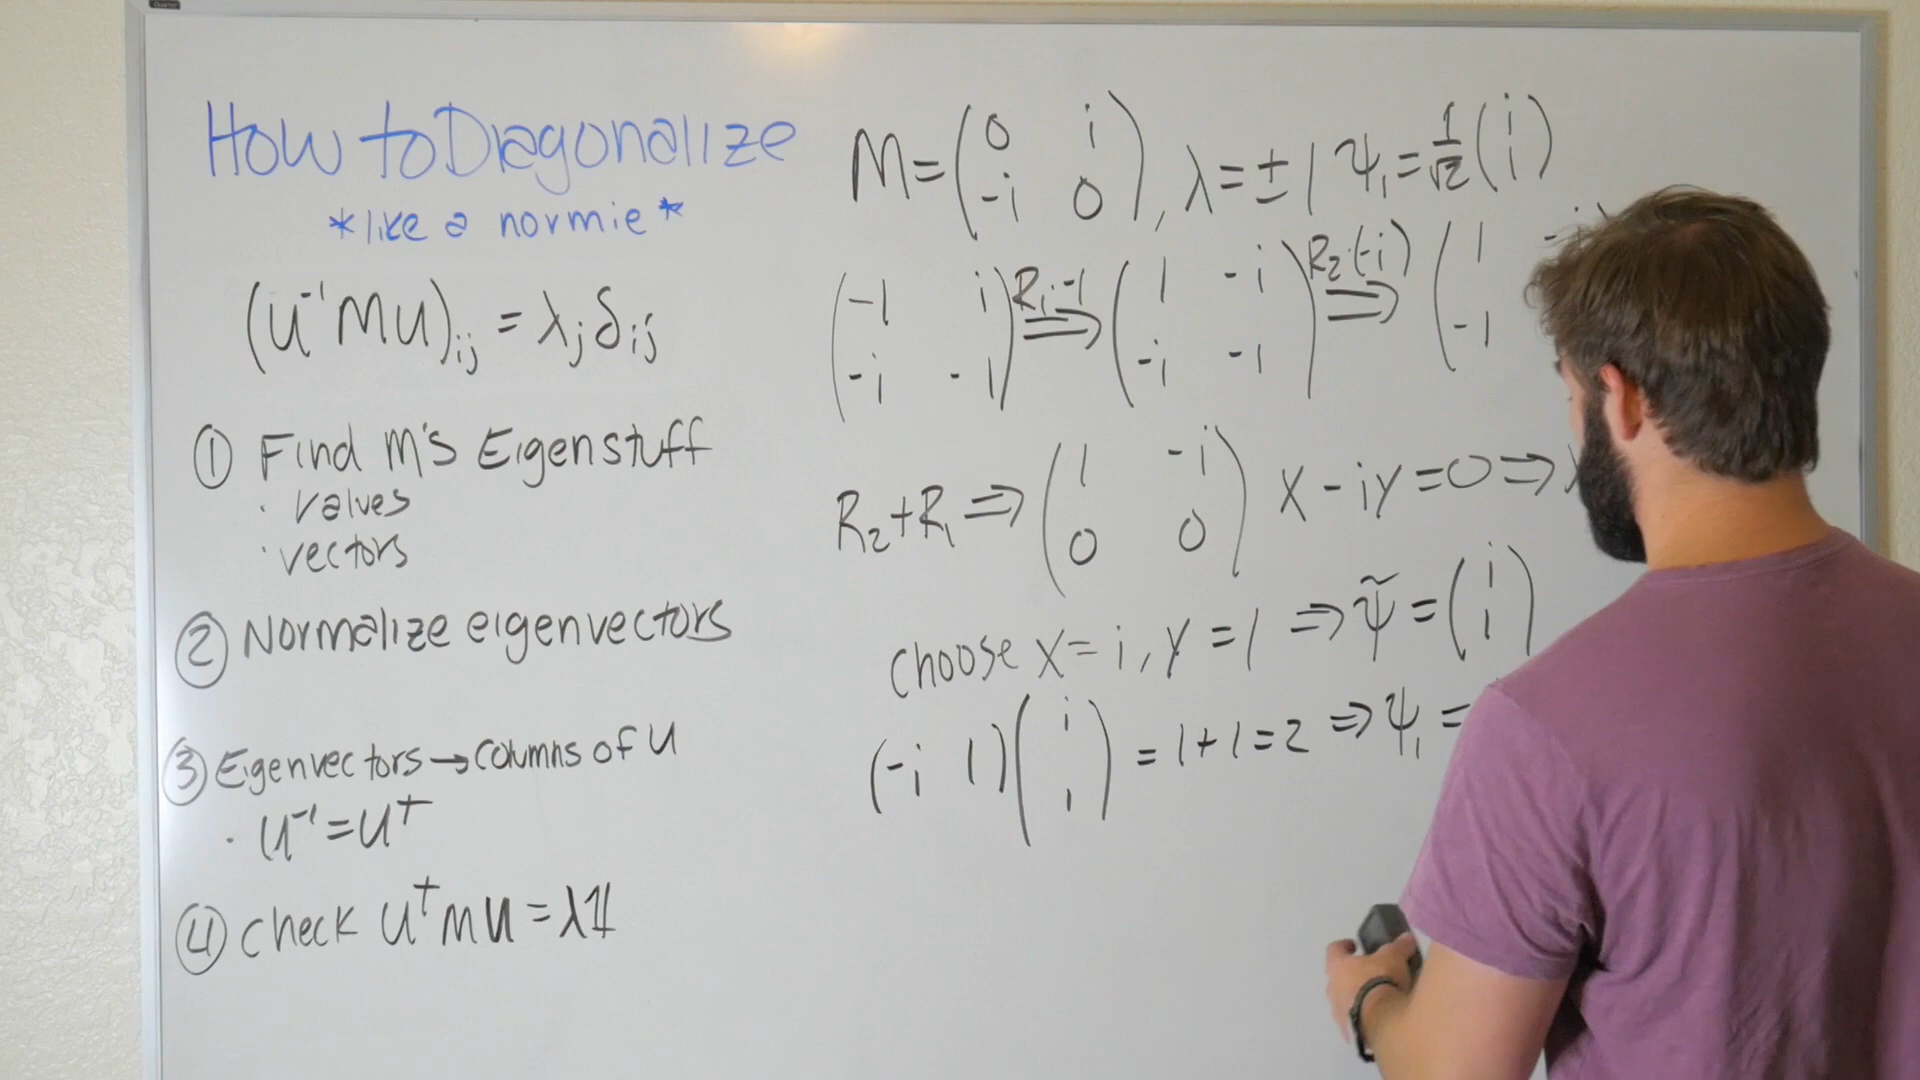 How to Diagonalize
*like a normie*
(U⁻¹MU)ᵢⱼ = λⱼδᵢⱼ
① Find M's Eigenstuff
· values
· vectors
② Normalize eigenvectors
③ Eigenvectors → columns of U
· U⁻¹ = U†
④ check U†MU = λ𝟙
M = (0 i; -i 0), λ = ±1 ψ₁ = 1/√2 (i; 1)
(-1 i; -i -1) R₁·-1 ⇒ (1 -i; -i -1) R₂·(-i) ⇒ (1 -i; -1
R₂+R₁ ⇒ (1 -i; 0 0) x - iy = 0 ⇒
choose x = i, y = 1 ⇒ ψ̃ = (i; 1)
(-i 1)(i; 1) = 1+1 = 2 ⇒ ψ₁ =